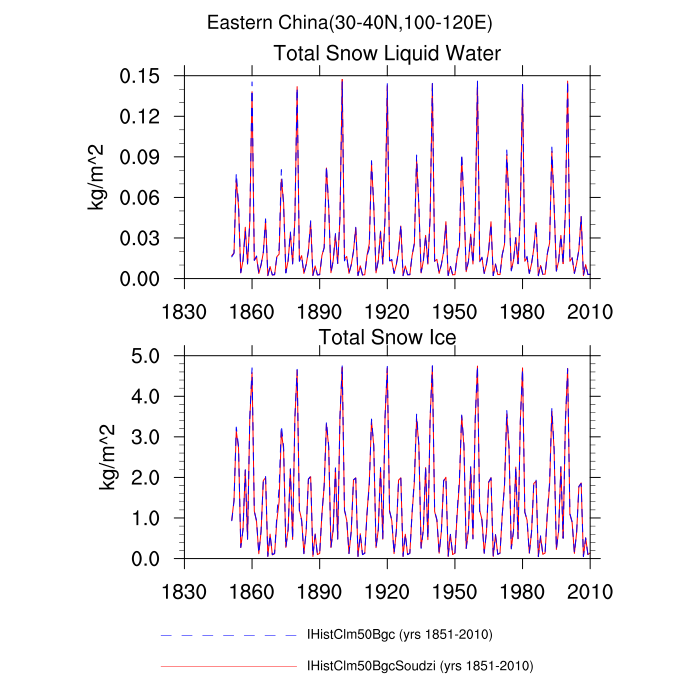 Eastern China(30-40N,100-120E)
Total Snow Liquid Water
kg/m^2
0.15
0.12
0.09
0.06
0.03
0.00
1830 1860 1890 1920 1950 1980 2010
Total Snow Ice
kg/m^2
5.0
4.0
3.0
2.0
1.0
0.0
1830 1860 1890 1920 1950 1980 2010
IHistClm50Bgc (yrs 1851-2010)
IHistClm50BgcSoudzi (yrs 1851-2010)